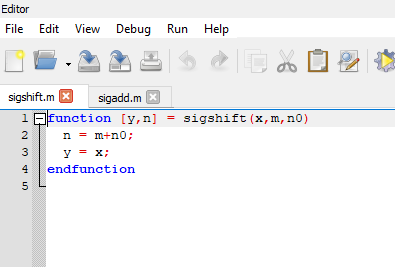 Editor
File Edit View Debug Run Help
sigshift.m sigadd.m
1 function [y,n] = sigshift(x,m,n0)
2 n = m+n0;
3 y = x;
4 endfunction
5